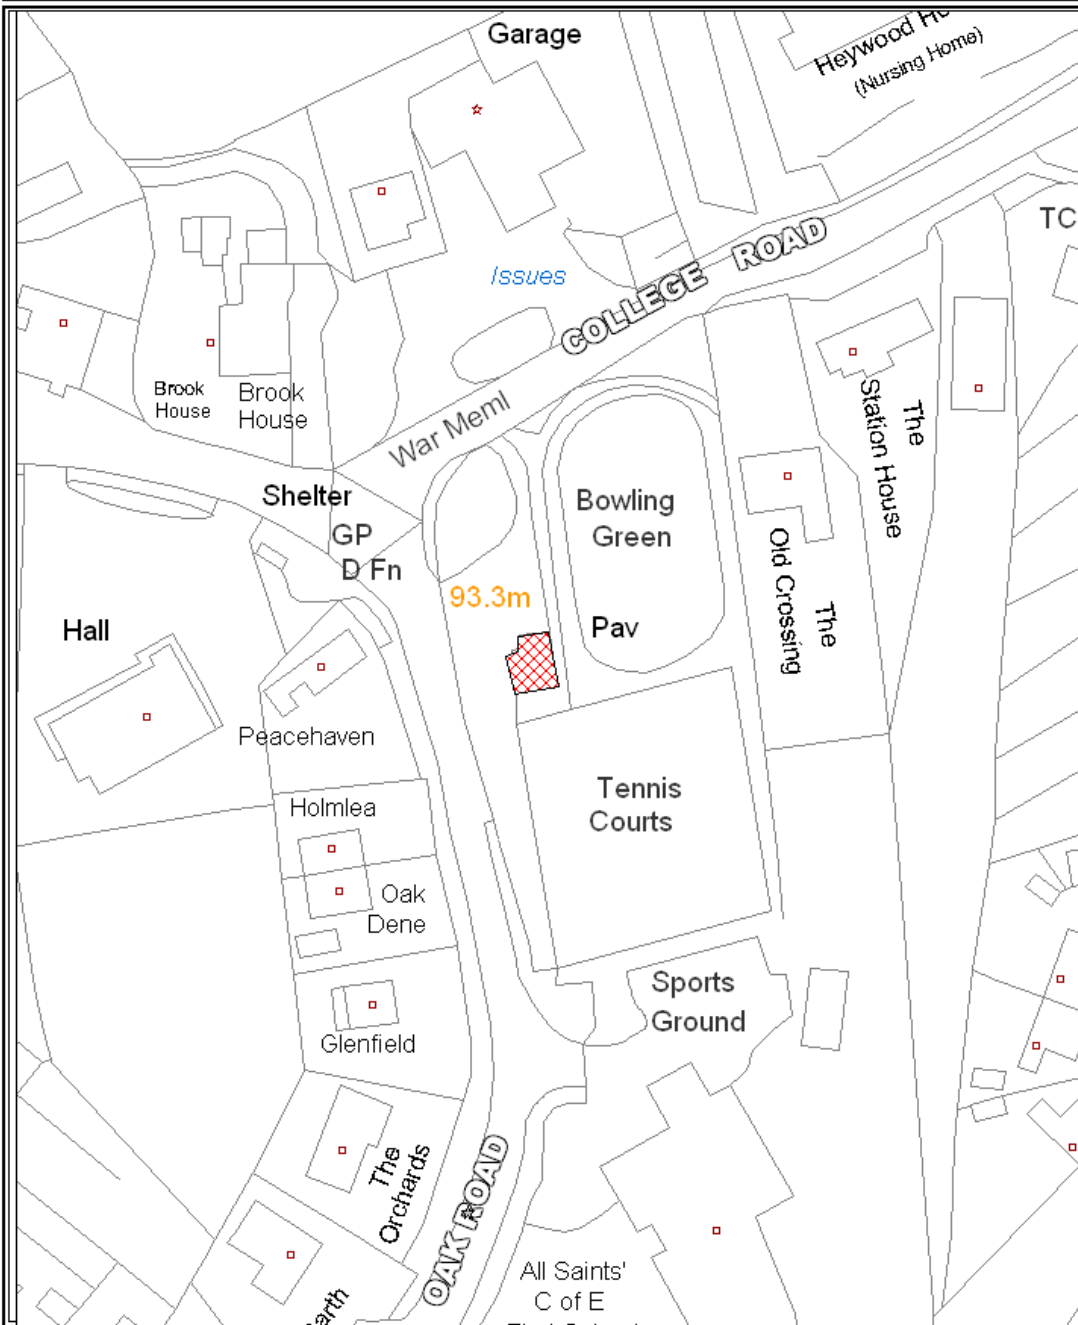 Garage
Heywood
(Nursing Home)
TC
COLLEGE ROAD
Issues
Brook
House
Brook
House
War Meml
The
Station House
Shelter
GP
D Fn
Bowling
Green
93.3m
Pav
The
Old Crossing
Hall
Peacehaven
Holmlea
Tennis
Courts
Oak
Dene
Sports
Ground
Glenfield
The
Orchards
OAK ROAD
All Saints'
C of E